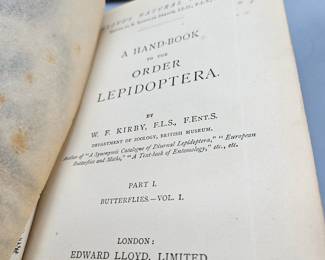 NATURAL
A HAND-BOOK
TO THE
ORDER
LEPIDOPTERA.
BY
W. F. KIRBY, F.L.S., F.ENT.S.
DEPARTMENT OF ZOOLOGY, BRITISH MUSEUM,
Author of "A Synonymic Catalogue of Diurnal Lepidoptera," "European
Butterflies and Moths," "A Text-book of Entomology," etc., etc.
PART I.
BUTTERFLIES.—VOL. I.
LONDON:
EDWARD LLOYD, LIMITED